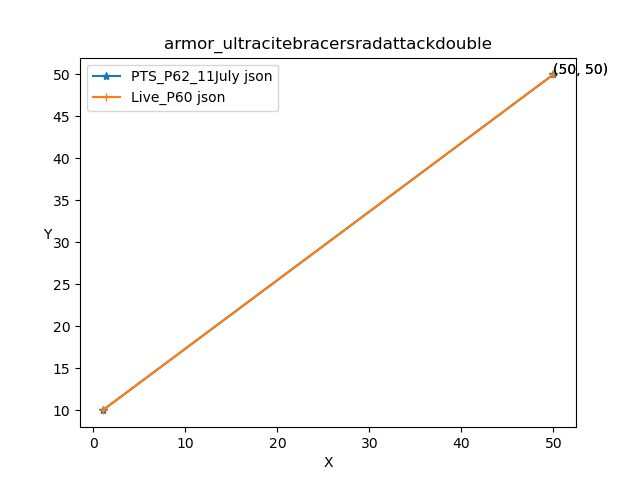 armor_ultracitebracersradattackdouble
PTS_P62_11July json
Live_P60 json
(50, 50)
50
45
40
35
30
25
20
15
10
Y
0 10 20 30 40 50
X